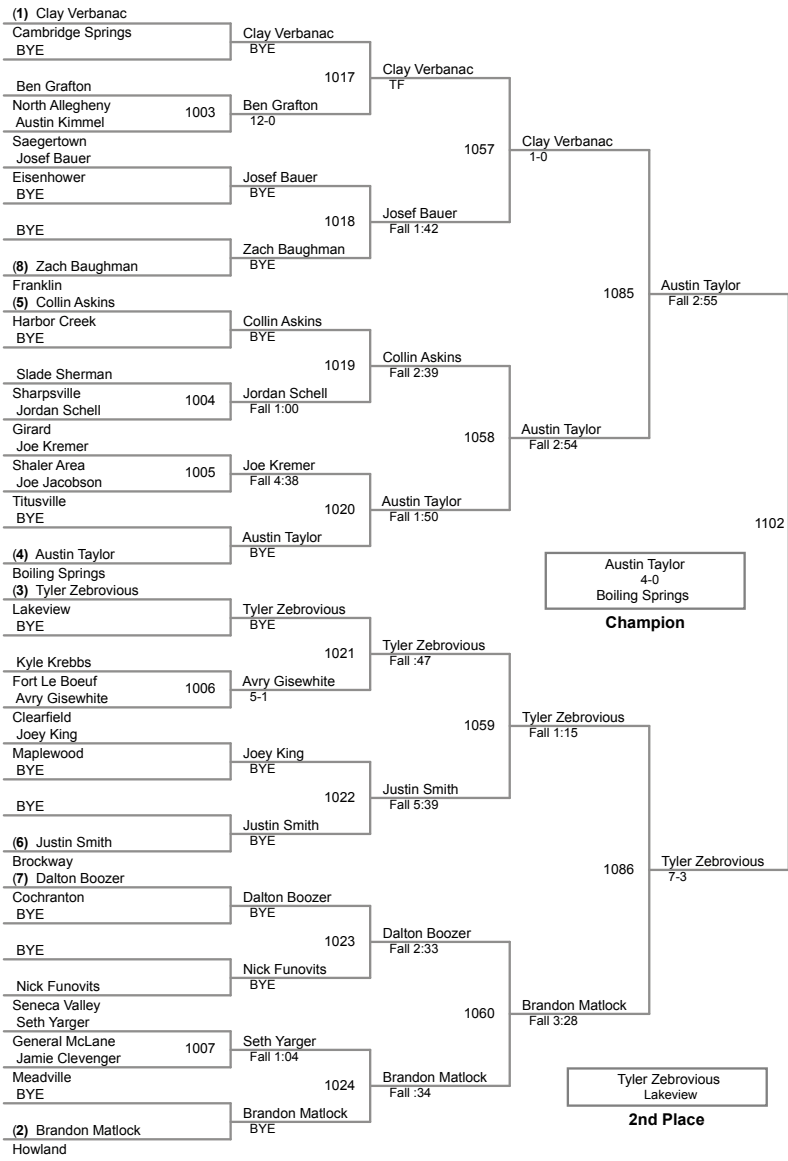 (1) Clay Verbanac
Cambridge Springs
BYE
Ben Grafton
North Allegheny
Austin Kimmel
Saegertown
Josef Bauer
Eisenhower
BYE
BYE
(8) Zach Baughman
Franklin
(5) Collin Askins
Harbor Creek
BYE
Slade Sherman
Sharpsville
Jordan Schell
Girard
Joe Kremer
Shaler Area
Joe Jacobson
Titusville
BYE
(4) Austin Taylor
Boiling Springs
(3) Tyler Zebrovious
Lakeview
BYE
Kyle Krebbs
Fort Le Boeuf
Avry Gisewhite
Clearfield
Joey King
Maplewood
BYE
BYE
(6) Justin Smith
Brockway
(7) Dalton Boozer
Cochranton
BYE
BYE
Nick Funovits
Seneca Valley
Seth Yarger
General McLane
Jamie Clevenger
Meadville
BYE
(2) Brandon Matlock
Howland
1003
1004
1005
1006
1007
Clay Verbanac
BYE
Ben Grafton
12-0
Josef Bauer
BYE
Zach Baughman
BYE
Collin Askins
BYE
Jordan Schell
Fall 1:00
Joe Kremer
Fall 4:38
Austin Taylor
BYE
Tyler Zebrovious
BYE
Avry Gisewhite
5-1
Joey King
BYE
Justin Smith
BYE
Dalton Boozer
BYE
Nick Funovits
BYE
Seth Yarger
Fall 1:04
Brandon Matlock
BYE
1017
1018
1019
1020
1021
1022
1023
1024
Clay Verbanac
TF
Josef Bauer
Fall 1:42
Collin Askins
Fall 2:39
Austin Taylor
Fall 1:50
Tyler Zebrovious
Fall :47
Justin Smith
Fall 5:39
Dalton Boozer
Fall 2:33
Brandon Matlock
Fall :34
1057
1058
1059
1060
Clay Verbanac
1-0
Austin Taylor
Fall 2:54
Tyler Zebrovious
Fall 1:15
Brandon Matlock
Fall 3:28
1085
1086
Austin Taylor
Fall 2:55
Tyler Zebrovious
7-3
1102
Austin Taylor
4-0
Boiling Springs
Champion
Tyler Zebrovious
Lakeview
2nd Place